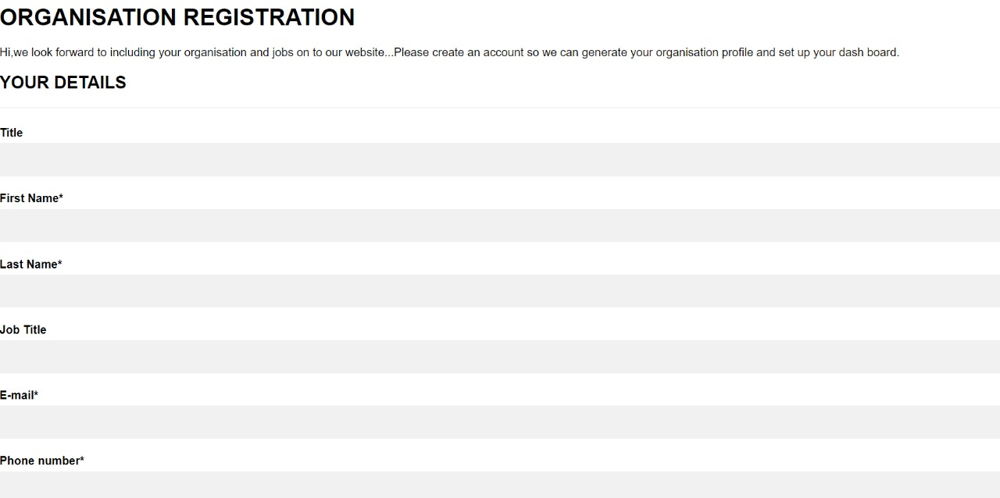 ORGANISATION REGISTRATION
Hi,we look forward to including your organisation and jobs on to our website...Please create an account so we can generate your organisation profile and set up your dash board.
YOUR DETAILS
Title
First Name*
Last Name*
Job Title
E-mail*
Phone number*